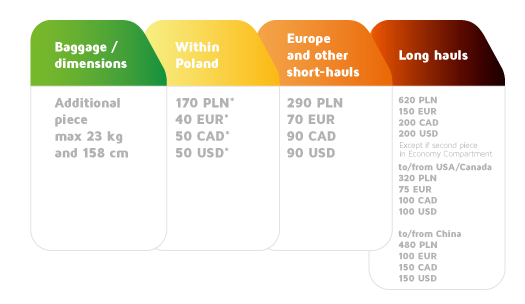 Baggage /
dimensions
Within
Poland
Europe
and other
short-hauls
Long hauls
Additional
piece
max 23 kg
and 158 cm
170 PLN*
40 EUR*
50 CAD*
50 USD*
290 PLN
70 EUR
90 CAD
90 USD
620 PLN
150 EUR
200 CAD
200 USD
Except if second piece
in Economy Compartment
to/from USA/Canada
320 PLN
75 EUR
100 CAD
100 USD
to/from China
480 PLN
100 EUR
150 CAD
150 USD